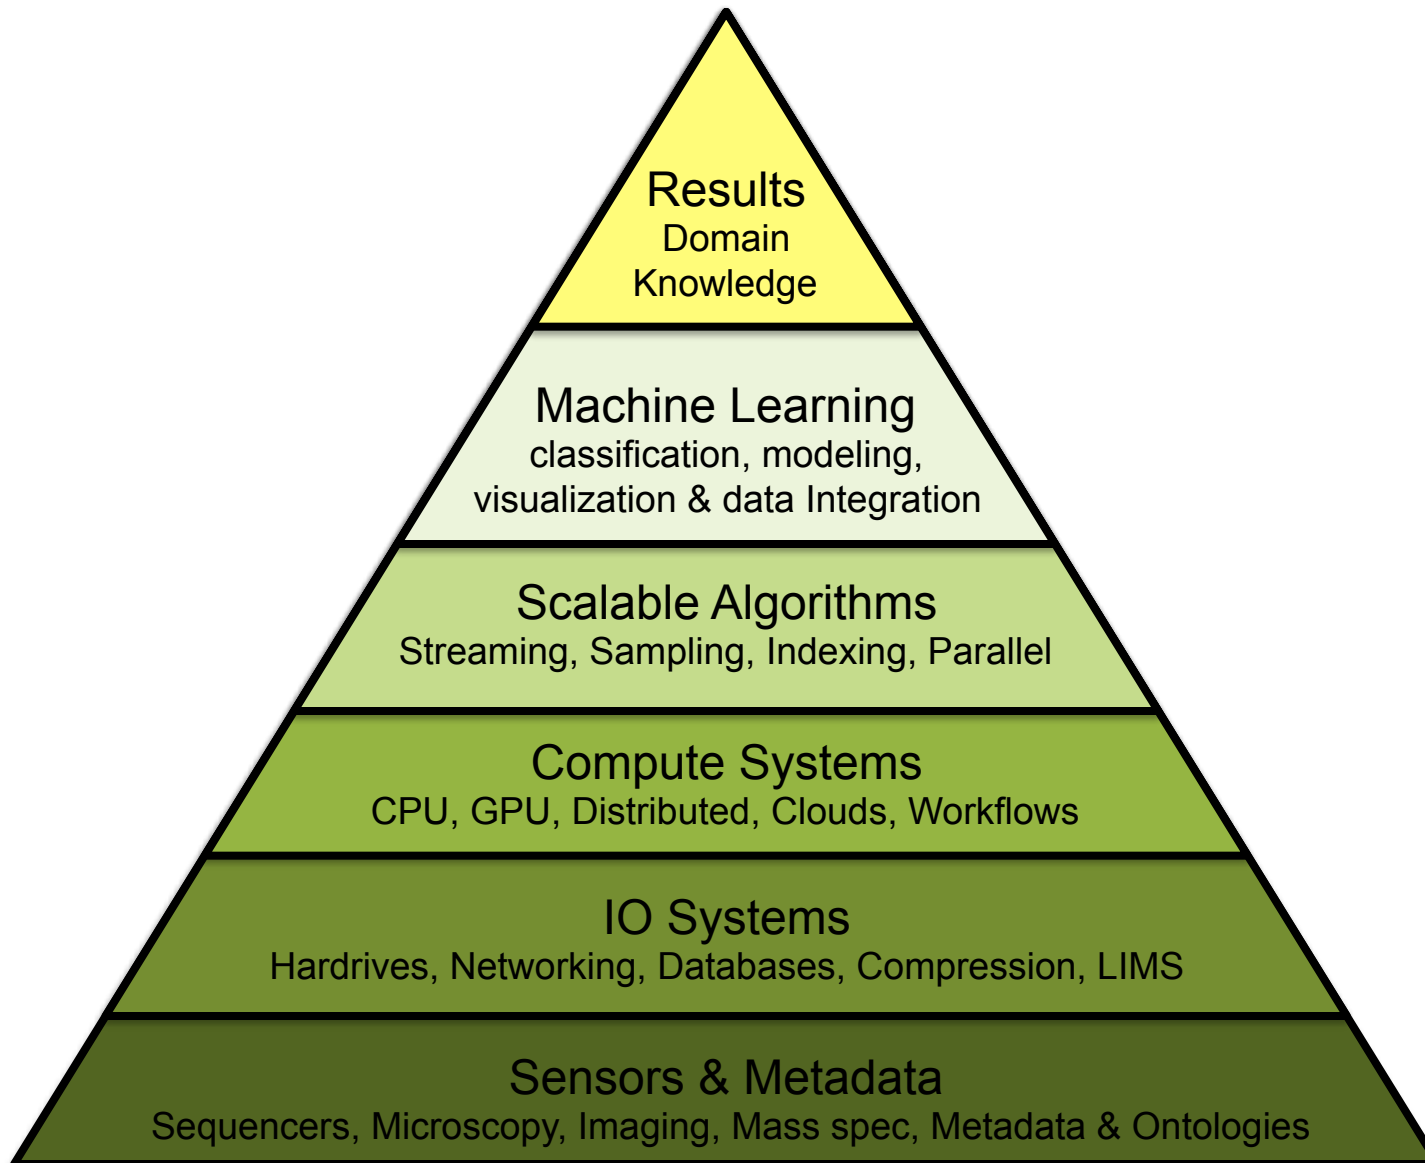 Results
Domain
Knowledge
Machine Learning
classification, modeling,
visualization & data Integration
Scalable Algorithms
Streaming, Sampling, Indexing, Parallel
Compute Systems
CPU, GPU, Distributed, Clouds, Workflows
IO Systems
Hardrives, Networking, Databases, Compression, LIMS
Sensors & Metadata
Sequencers, Microscopy, Imaging, Mass spec, Metadata & Ontologies